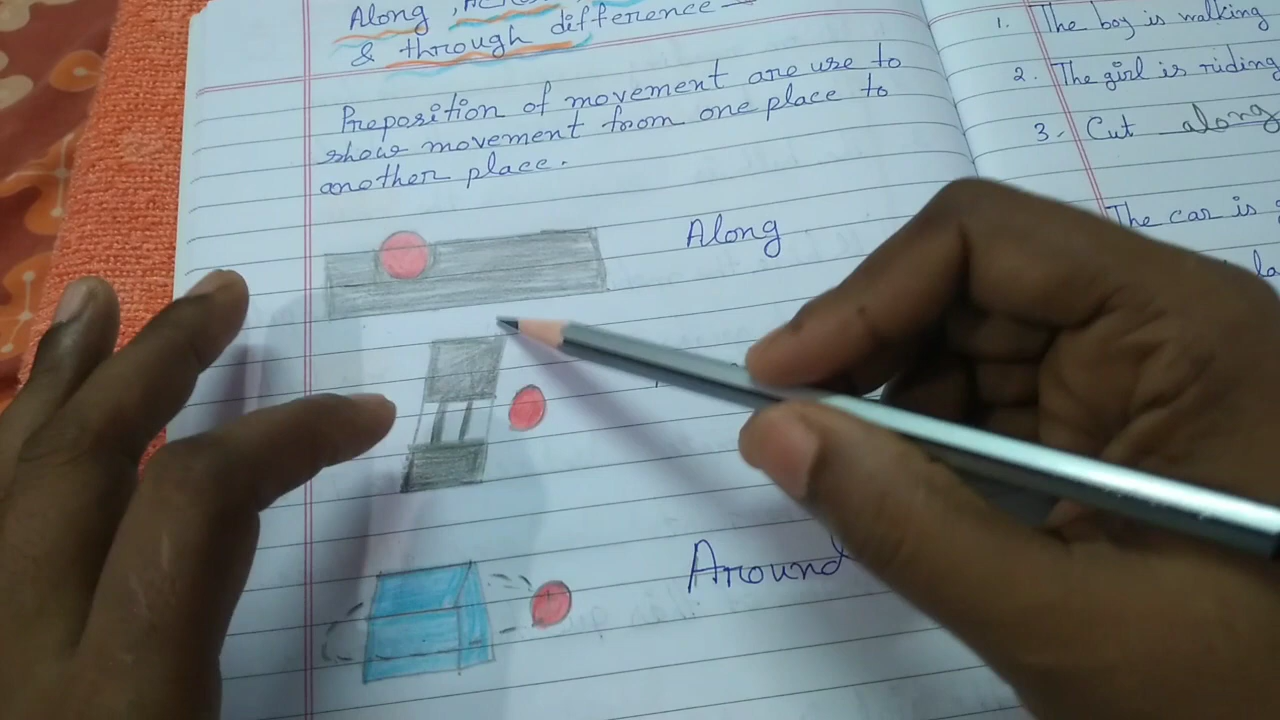 Along
& through difference
Preposition of movement are use to
show movement from one place to
another place.
Along
Around
1. The boy is walking
2. The girl is riding
3. Cut along
The car is